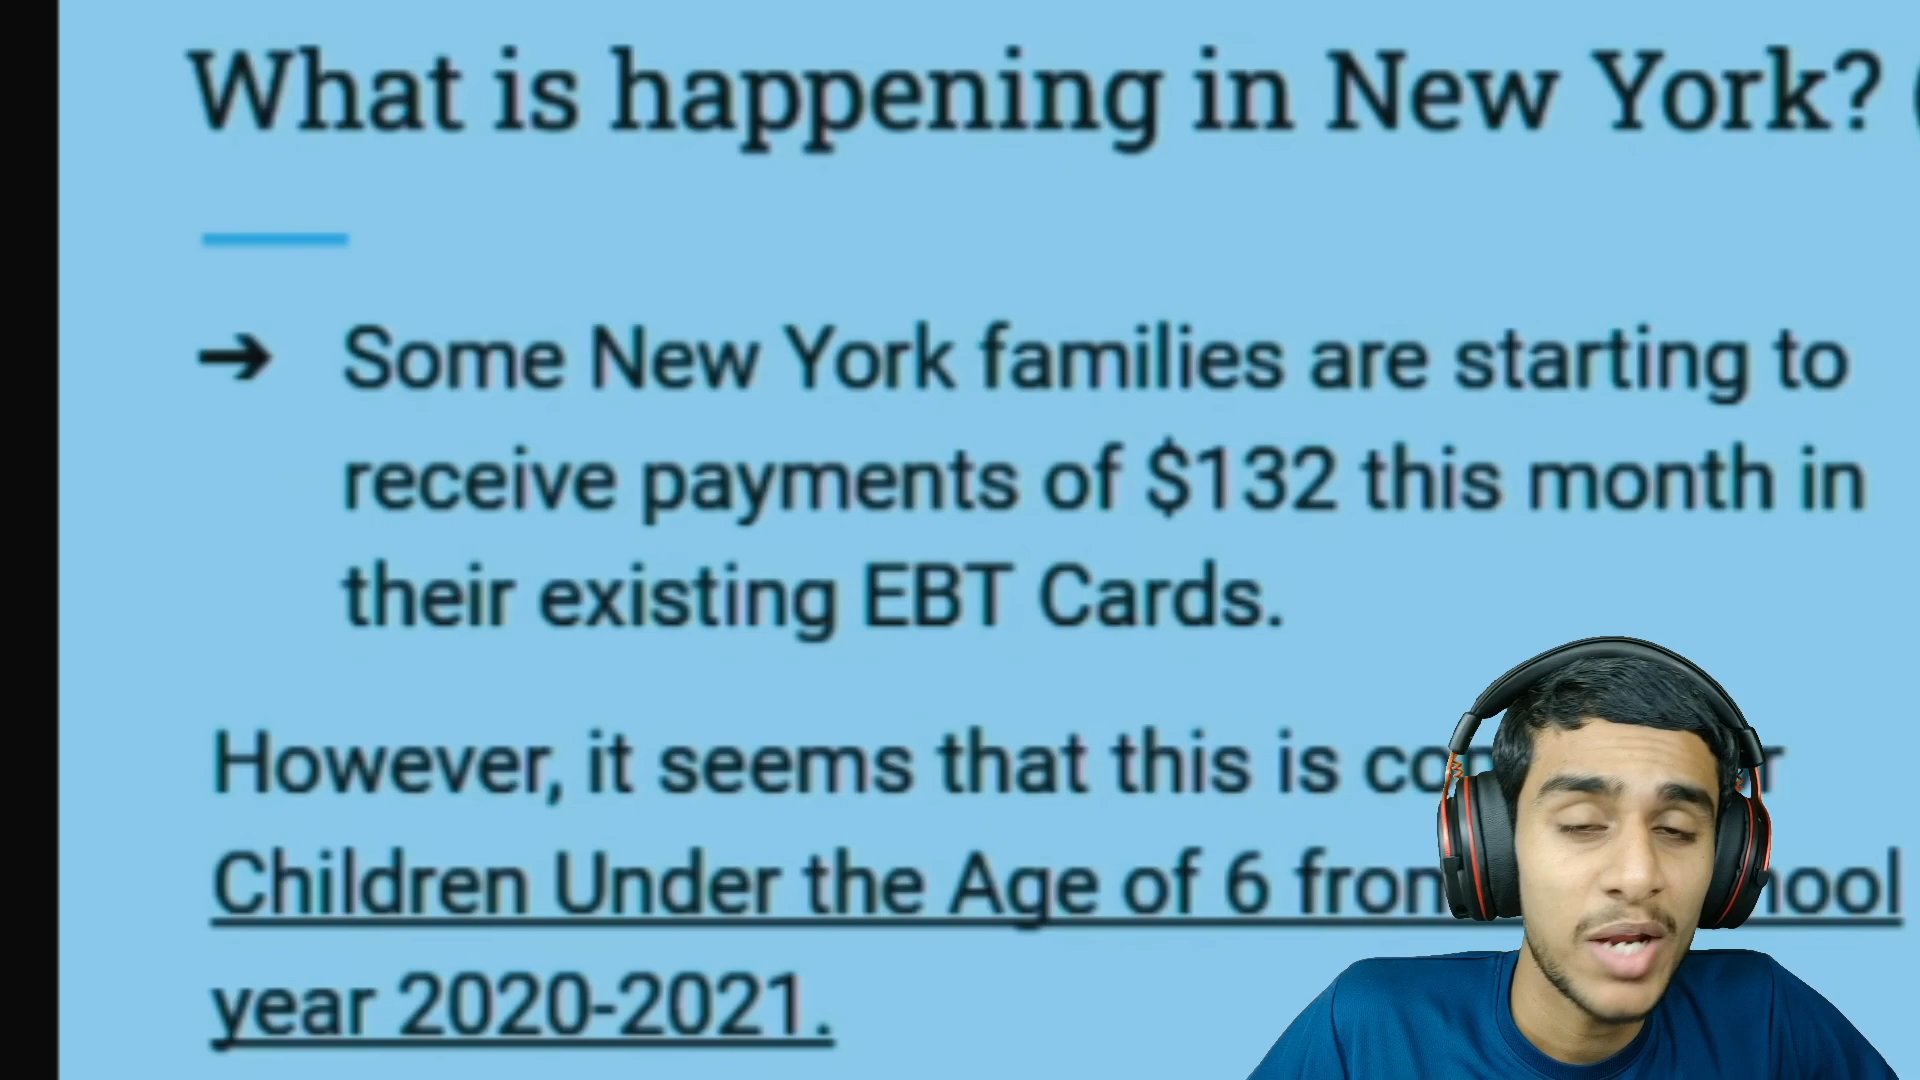 What is happening in New York? (
➔ Some New York families are starting to
receive payments of $132 this month in
their existing EBT Cards.
However, it seems that this is
Children Under the Age of 6
year 2020-2021.